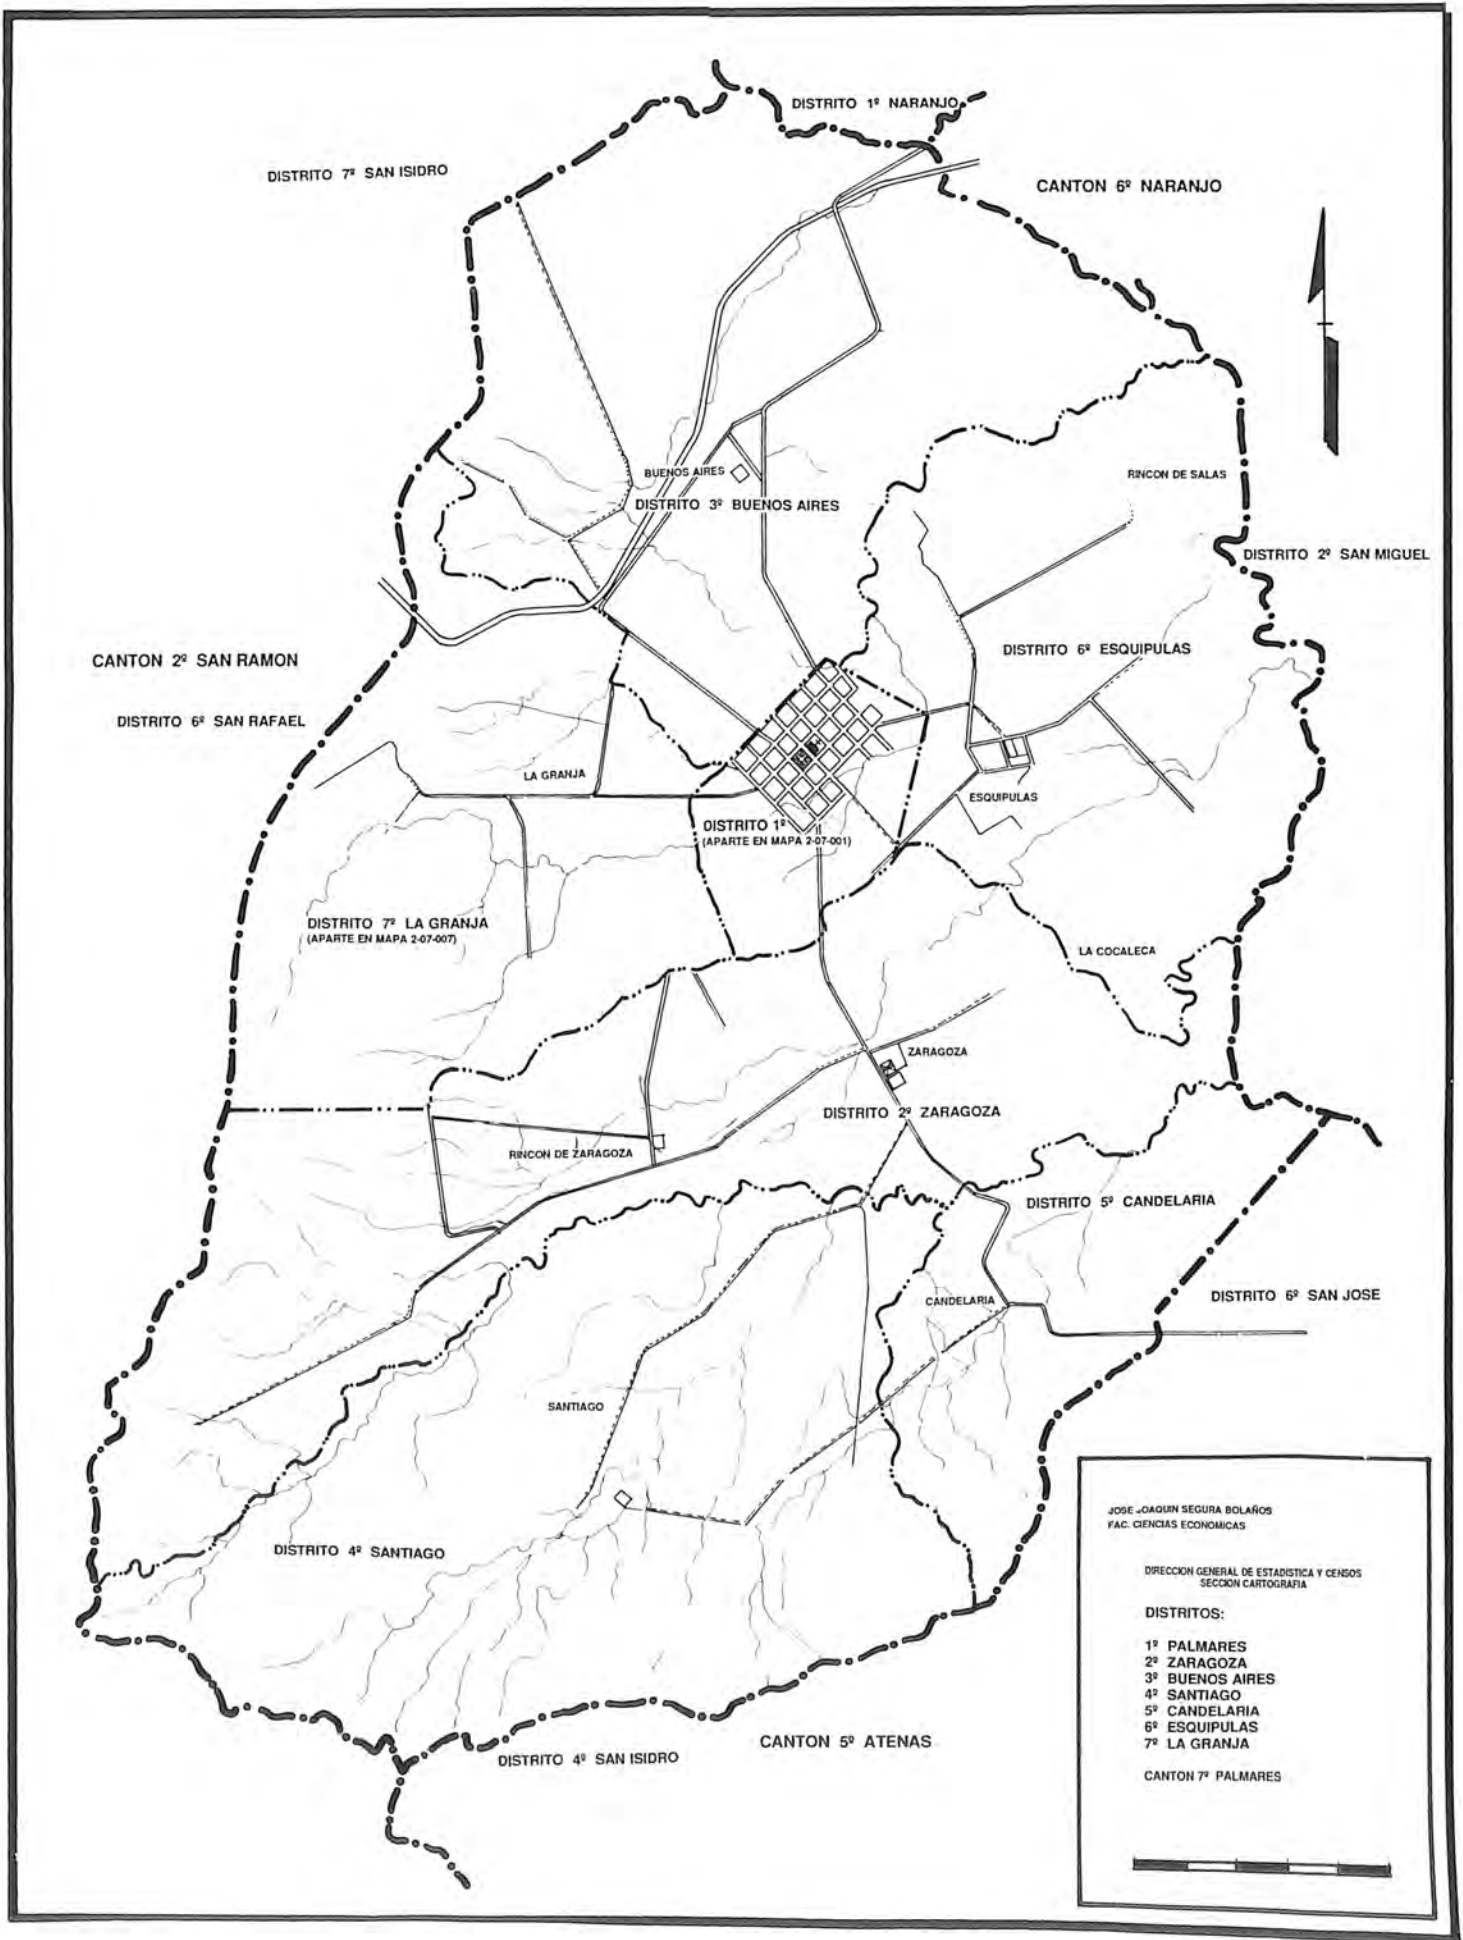 DISTRITO 1º NARANJO
DISTRITO 7º SAN ISIDRO
CANTON 6º NARANJO
BUENOS AIRES
RINCON DE SALAS
DISTRITO 3º BUENOS AIRES
DISTRITO 2º SAN MIGUEL
DISTRITO 6º ESQUIPULAS
CANTON 2º SAN RAMON
DISTRITO 6º SAN RAFAEL
LA GRANJA
ESQUIPULAS
DISTRITO 1º
(APARTE EN MAPA 2-07-001)
DISTRITO 7º LA GRANJA
(APARTE EN MAPA 2-07-007)
LA COCALECA
ZARAGOZA
DISTRITO 2º ZARAGOZA
RINCON DE ZARAGOZA
DISTRITO 5º CANDELARIA
DISTRITO 6º SAN JOSE
CANDELARIA
SANTIAGO
DISTRITO 4º SANTIAGO
CANTON 5º ATENAS
DISTRITO 4º SAN ISIDRO
JOSE JOAQUIN SEGURA BOLAÑOS
FAC. CIENCIAS ECONOMICAS
DIRECCION GENERAL DE ESTADISTICA Y CENSOS
SECCION CARTOGRAFIA
DISTRITOS:
1º PALMARES
2º ZARAGOZA
3º BUENOS AIRES
4º SANTIAGO
5º CANDELARIA
6º ESQUIPULAS
7º LA GRANJA
CANTON 7º PALMARES